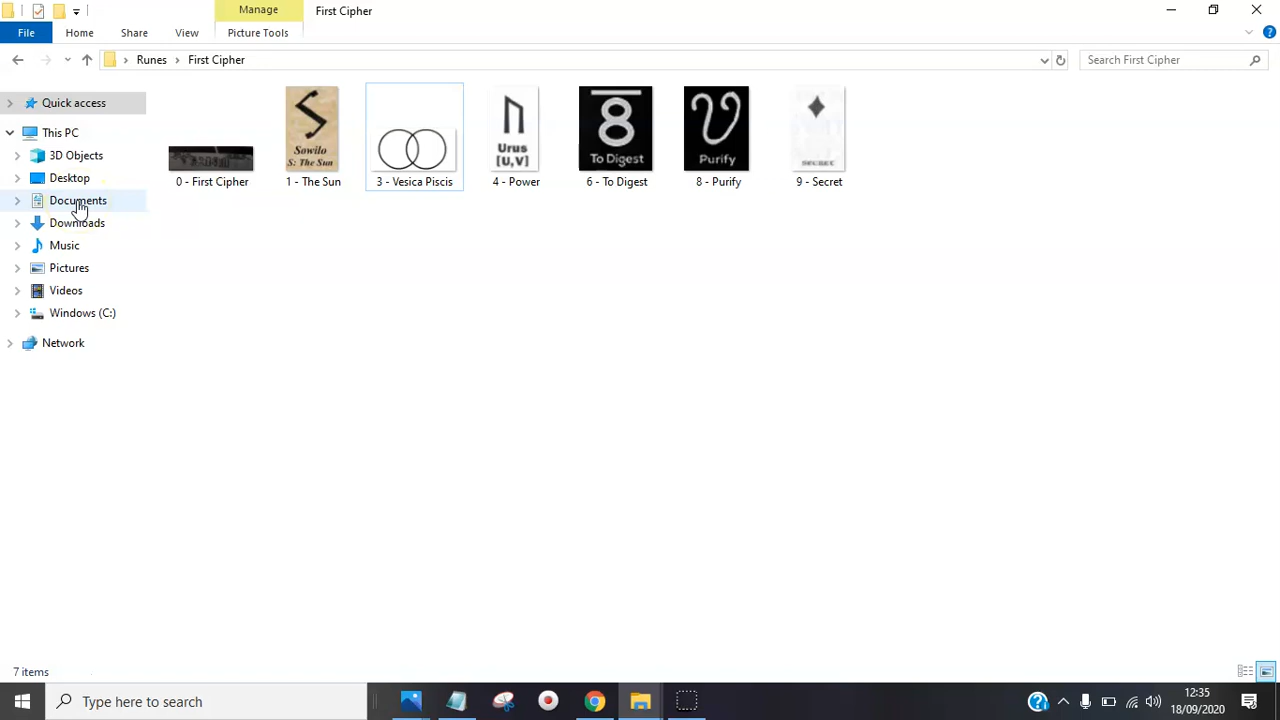 Manage
First Cipher
File
Home
Share
View
Picture Tools
Runes
First Cipher
Search First Cipher
Quick access
This PC
3D Objects
Desktop
Documents
Downloads
Music
Pictures
Videos
Windows (C:)
Network
Sowilo
S: The Sun
Urus
[U,V]
8
To Digest
Purify
SECRET
0 - First Cipher
1 - The Sun
3 - Vesica Piscis
4 - Power
6 - To Digest
8 - Purify
9 - Secret
7 items
Type here to search
12:35
18/09/2020